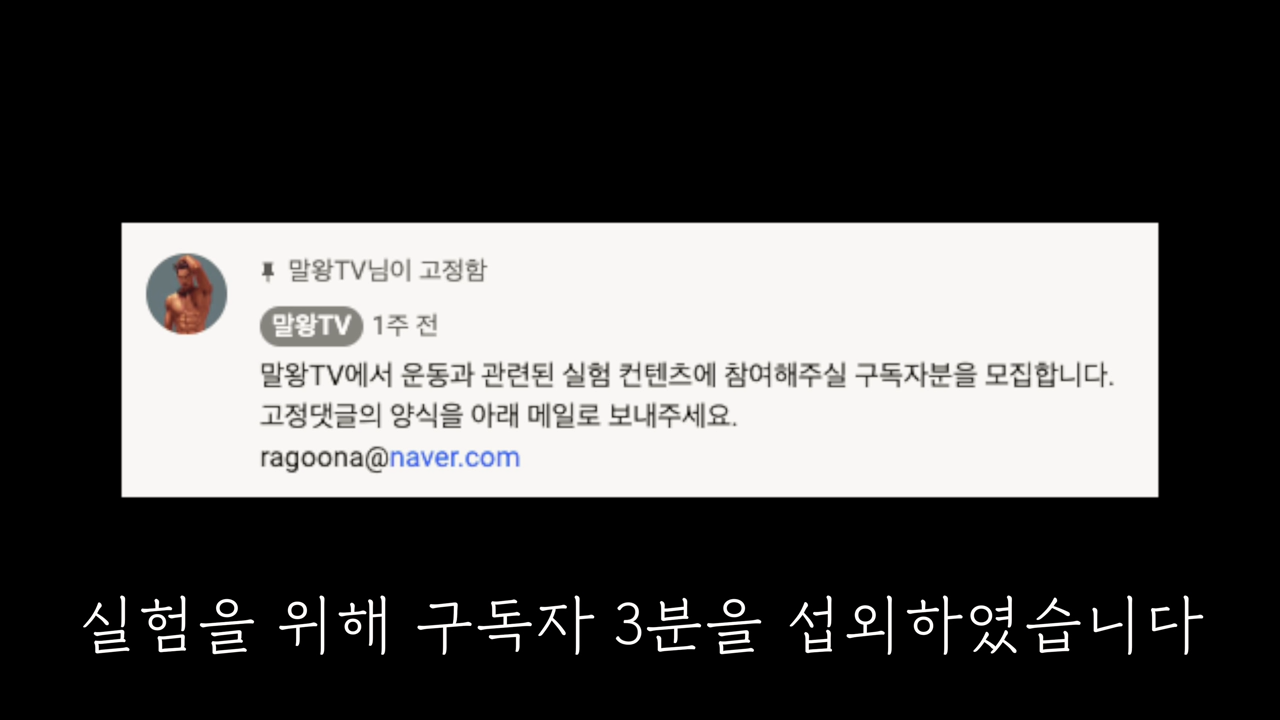 말왕TV님이 고정함
말왕TV 1주 전
말왕TV에서 운동과 관련된 실험 컨텐츠에 참여해주실 구독자분을 모집합니다.
고정댓글의 양식을 아래 메일로 보내주세요.
ragoona@naver.com
실험을 위해 구독자 3분을 섭외하였습니다